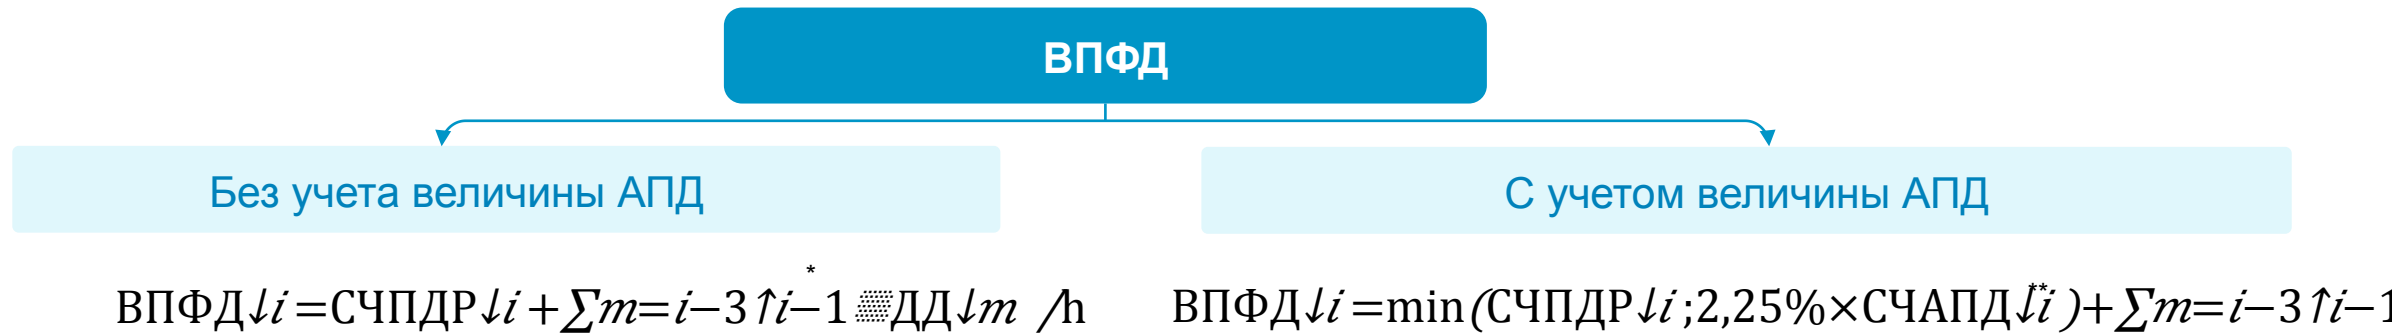 ВПФД
Без учета величины АПД
С учетом величины АПД
ВПФД↓i =СЧПДР↓i +∑m=i−3↑i−1▒ДД↓m /h *
ВПФД↓i =min(СЧПДР↓i ;2,25%×СЧАПД↓i )+∑m=i−3↑i−1 **